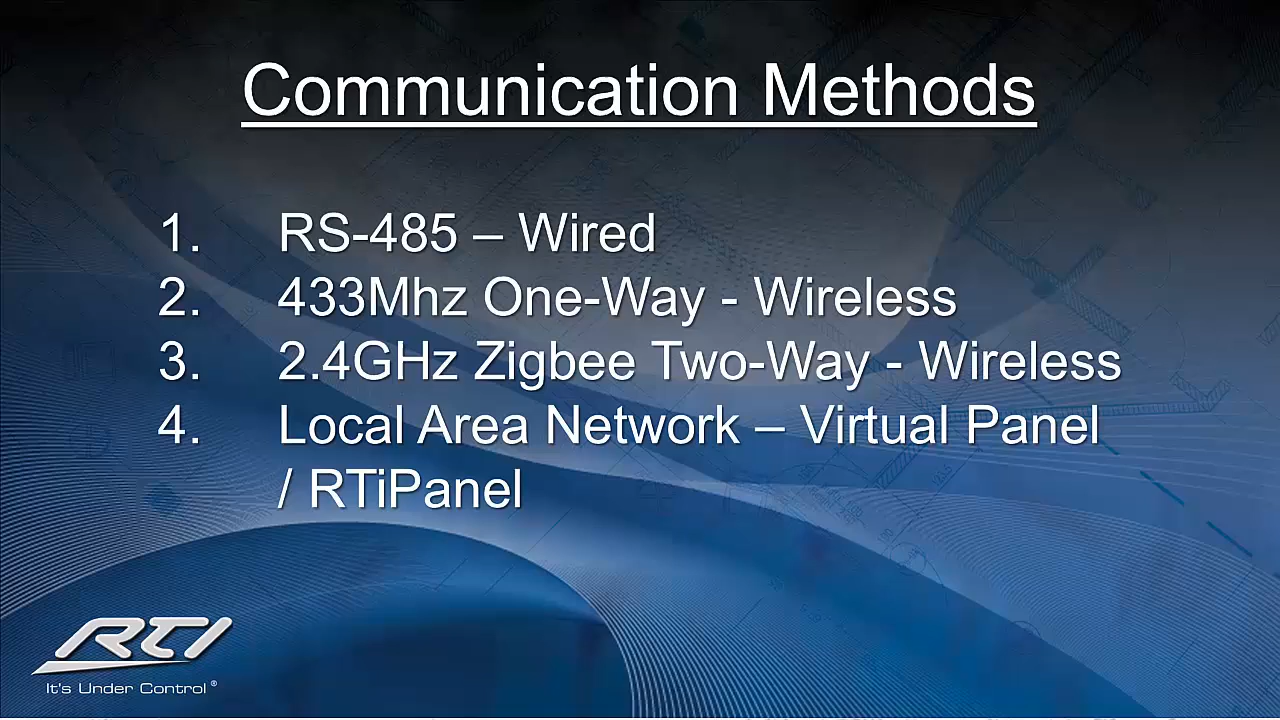 Communication Methods
1. RS-485 – Wired
2. 433Mhz One-Way - Wireless
3. 2.4GHz Zigbee Two-Way - Wireless
4. Local Area Network – Virtual Panel
/ RTiPanel
RTI
It's Under Control®